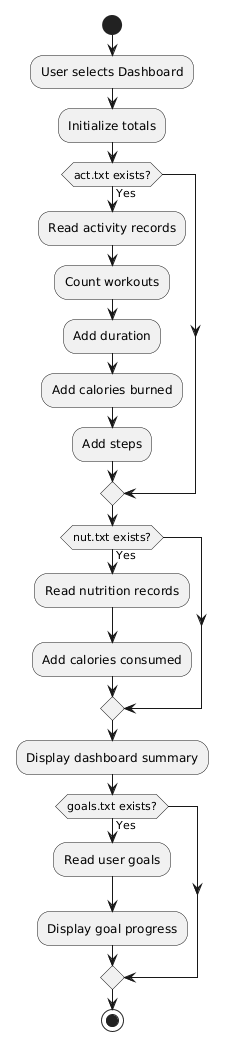 User selects Dashboard
Initialize totals
act.txt exists?
Yes
Read activity records
Count workouts
Add duration
Add calories burned
Add steps
nut.txt exists?
Yes
Read nutrition records
Add calories consumed
Display dashboard summary
goals.txt exists?
Yes
Read user goals
Display goal progress